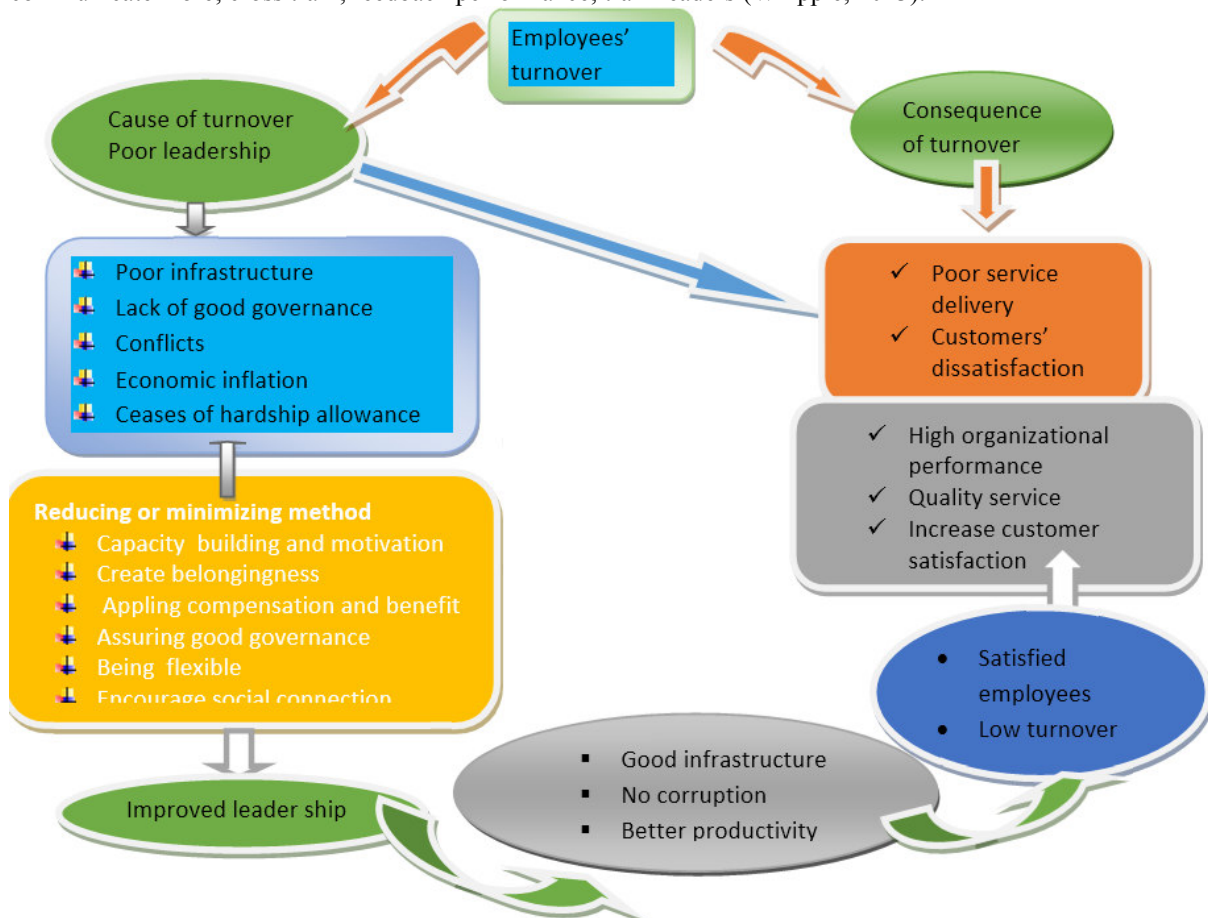 Employees'
turnover
Cause of turnover
Poor leadership
Consequence
of turnover
Poor infrastructure
Lack of good governance
Conflicts
Economic inflation
Ceases of hardship allowance
✓ Poor service
delivery
✓ Customers'
dissatisfaction
✓ High organizational
performance
✓ Quality service
✓ Increase customer
satisfaction
Reducing or minimizing method
Capacity building and motivation
Create belongingness
Appling compensation and benefit
Assuring good governance
Being flexible
Encourage social connection
• Satisfied
employees
• Low turnover
▪ Good infrastructure
▪ No corruption
▪ Better productivity
Improved leader ship